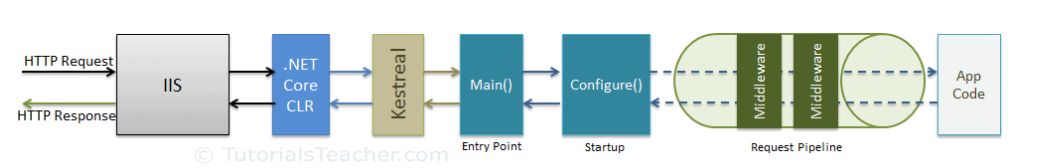 HTTP Request
HTTP Response
IIS
.NET
Core
CLR
Kestreal
Main()
Entry Point
Configure()
Startup
Middleware
Middleware
Request Pipeline
App
Code
© TutorialsTeacher.com